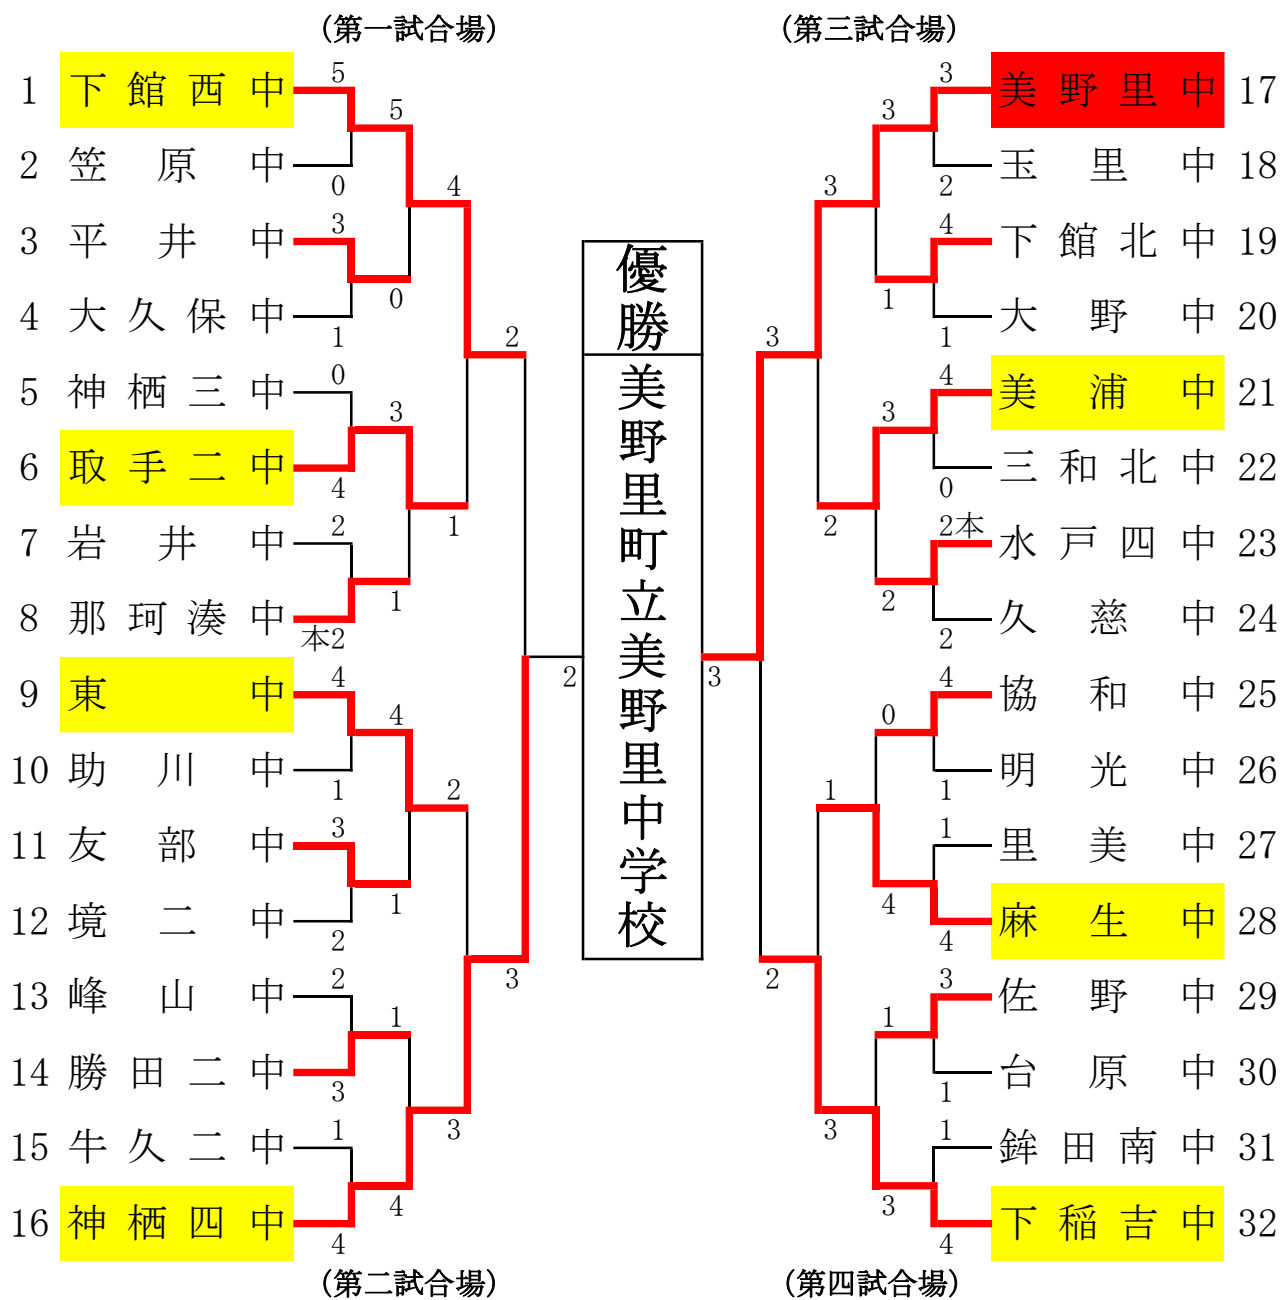 (第一試合場)
(第三試合場)
1 下館西中 5
2 笠原中 0
5
3 平井中 3
4 大久保中 1
0
4
5 神栖三中 0
6 取手二中 4
3
7 岩井中 2
8 那珂湊中 本2
1
1
2
9 東中 4
10 助川中 1
4
11 友部中 3
12 境二中 2
1
2
13 峰山中 2
14 勝田二中 3
1
15 牛久二中 1
16 神栖四中 4
4
3
3
2
優勝
美野里町立美野里中学校
3
3 美野里中 17
2 玉里中 18
3
4 下館北中 19
1 大野中 20
1
3
4 美浦中 21
0 三和北中 22
3
2本 水戸四中 23
2 久慈中 24
2
2
3
4 協和中 25
1 明光中 26
0
1 里美中 27
4 麻生中 28
4
1
3 佐野中 29
1 台原中 30
1
1 鉾田南中 31
4 下稲吉中 32
3
3
2
(第二試合場)
(第四試合場)